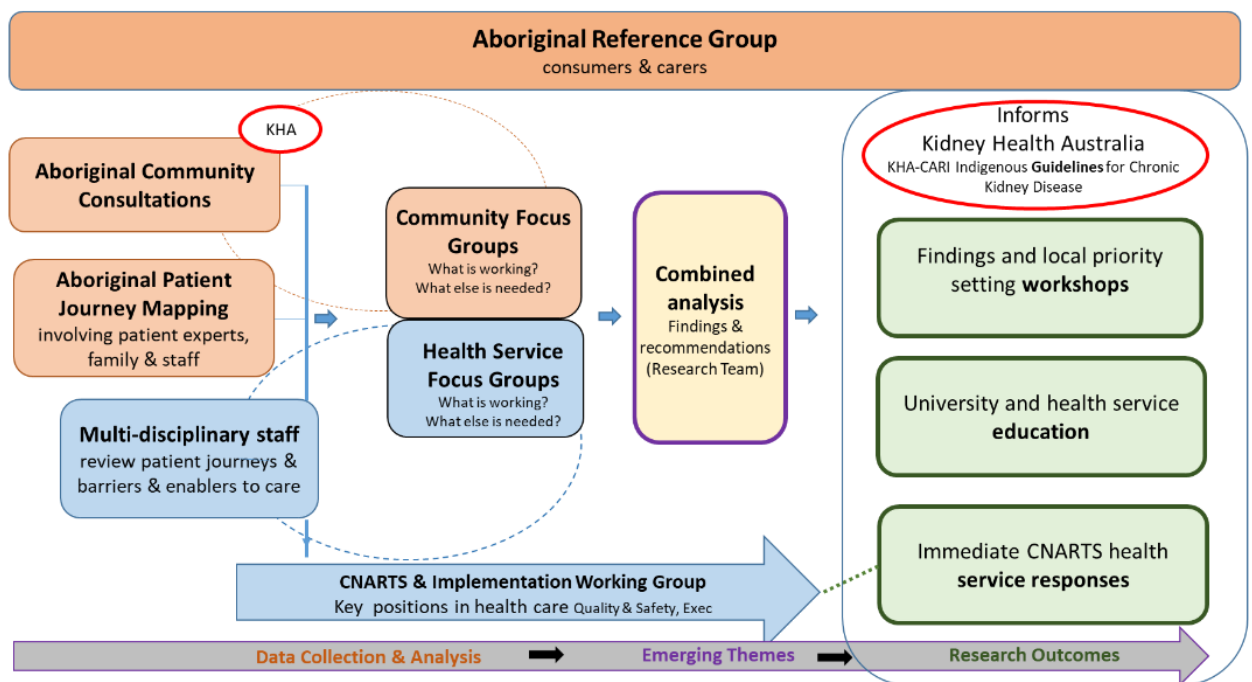 Aboriginal Reference Group
consumers & carers
KHA
Aboriginal Community
Consultations
Aboriginal Patient
Journey Mapping
involving patient experts,
family & staff
Multi-disciplinary staff
review patient journeys &
barriers & enablers to care
Community Focus
Groups
What is working?
What else is needed?
Health Service
Focus Groups
What is working?
What else is needed?
Combined
analysis
Findings &
recommendations
(Research Team)
Informs
Kidney Health Australia
KHA-CARI Indigenous Guidelines for Chronic
Kidney Disease
Findings and local priority
setting workshops
University and health service
education
Immediate CNARTS health
service responses
CNARTS & Implementation Working Group
Key positions in health care Quality & Safety, Exec
Data Collection & Analysis
Emerging Themes
Research Outcomes